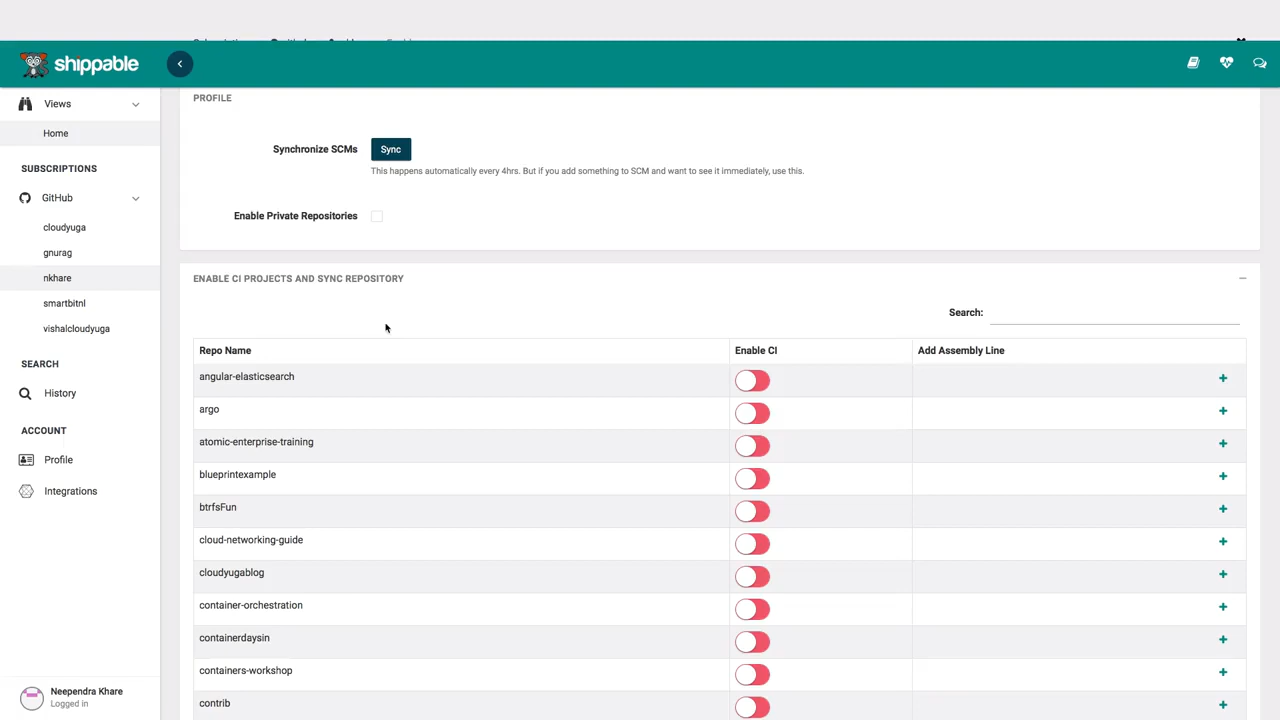 shippable
Views
Home
SUBSCRIPTIONS
GitHub
cloudyuga
gnurag
nkhare
smartbitnl
vishalcloudyuga
SEARCH
History
ACCOUNT
Profile
Integrations
Neependra Khare
Logged in
PROFILE
Synchronize SCMs
Sync
This happens automatically every 4hrs. But if you add something to SCM and want to see it immediately, use this.
Enable Private Repositories
ENABLE CI PROJECTS AND SYNC REPOSITORY
Search:
Repo Name Enable CI Add Assembly Line
angular-elasticsearch
argo
atomic-enterprise-training
blueprintexample
btrfsFun
cloud-networking-guide
cloudyugablog
container-orchestration
containerdaysin
containers-workshop
contrib